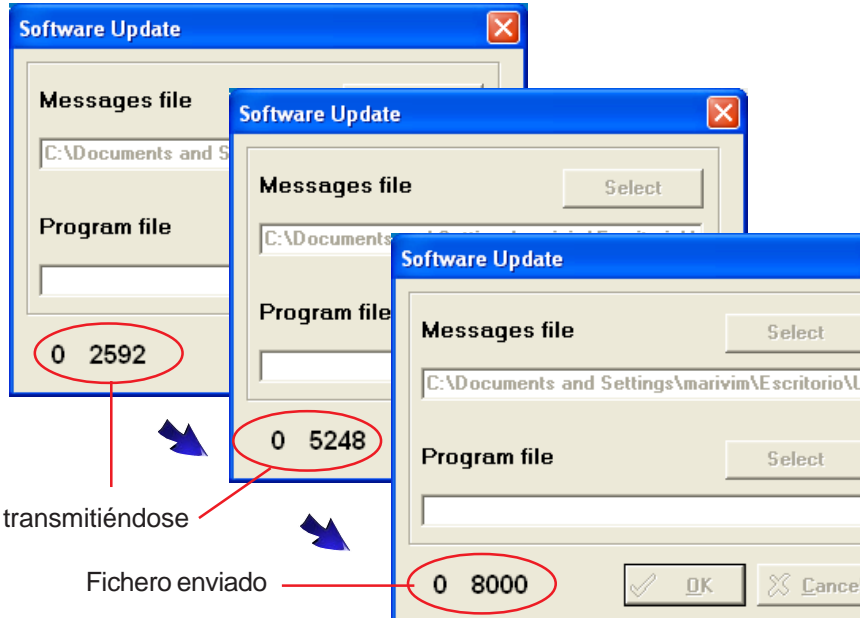 Software Update
Messages file
C:\Documents and S
Program file
0 2592
Software Update
Messages file
Select
C:\Documents
Program file
0 5248
Software Update
Messages file
Select
C:\Documents and Settings\marivim\Escritorio\U
Program file
Select
0 8000
OK
Cance
transmitiéndose
Fichero enviado